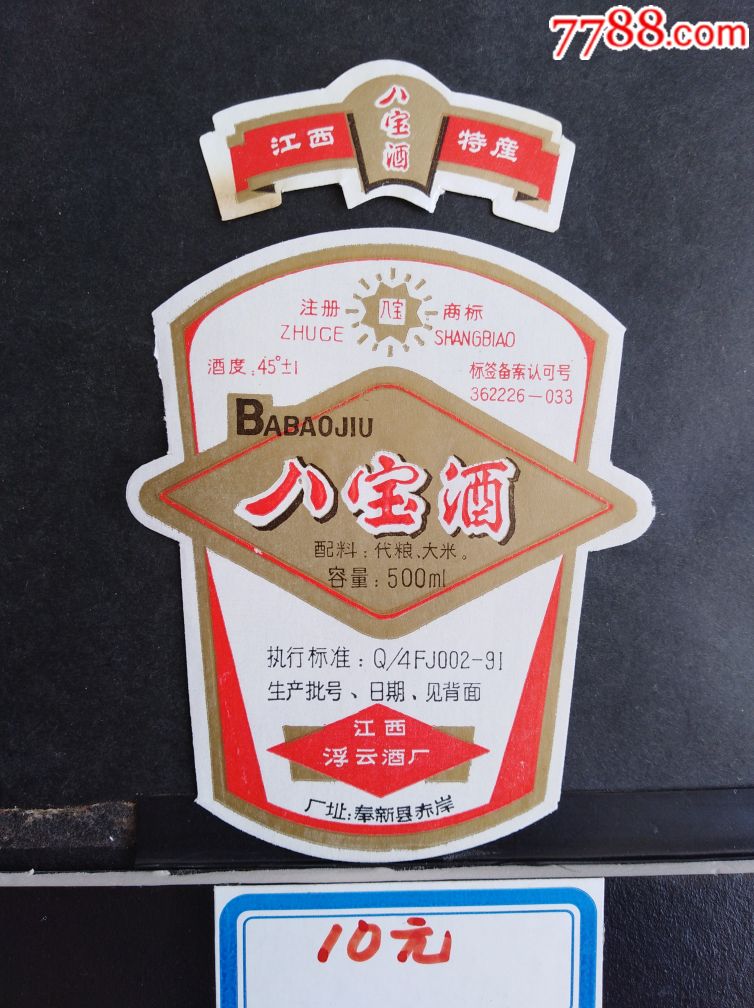 7788.com
江西 八宝酒 特產
注册 八宝 商标
ZHUCE SHANGBIAO
酒度:45°±1 标签备案认可号
362226-033
BABAOJIU
八宝酒
配料:代粮、大米。
容量:500ml
执行标准:Q/4FJ002-91
生产批号、日期、见背面
江西
浮云酒厂
厂址:奉新县赤岸
10元